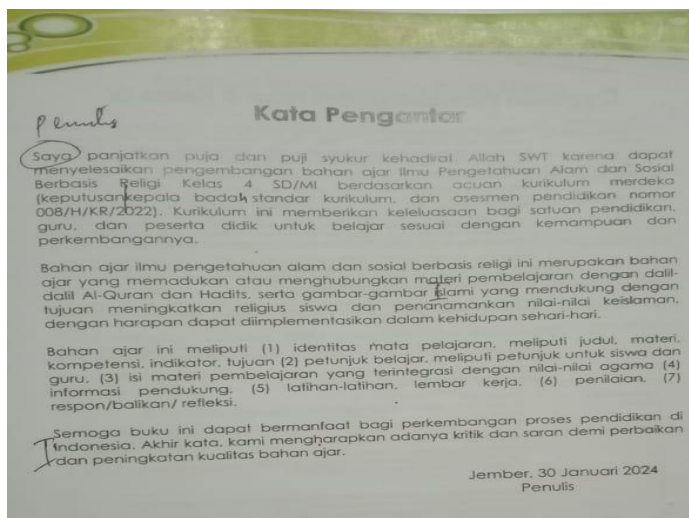 Penulis
Kata Pengantar
Saya panjatkan puja dan puji syukur kehadirat Allah SWT karena dapat
menyelesaikan pengembangan bahan ajar Ilmu Pengetahuan Alam dan Sosial
Berbasis Religi Kelas 4 SD/MI berdasarkan acuan kurikulum merdeka
(keputusan kepala badan standar kurikulum, dan asesmen pendidikan nomor
008/H/KR/2022). Kurikulum ini memberikan keleluasaan bagi satuan pendidikan,
guru, dan peserta didik untuk belajar sesuai dengan kemampuan dan
perkembangannya.
Bahan ajar ilmu pengetahuan alam dan sosial berbasis religi ini merupakan bahan
ajar yang memadukan atau menghubungkan materi pembelajaran dengan dalil-
dalil Al-Quran dan Hadits, serta gambar-gambar islami yang mendukung dengan
tujuan meningkatkan religius siswa dan penanamankan nilai-nilai keislaman,
dengan harapan dapat diimplementasikan dalam kehidupan sehari-hari.
Bahan ajar ini meliputi (1) identitas mata pelajaran, meliputi judul, materi,
kompetensi, indikator, tujuan (2) petunjuk belajar, meliputi petunjuk untuk siswa dan
guru, (3) isi materi pembelajaran yang terintegrasi dengan nilai-nilai agama (4)
informasi pendukung, (5) latihan-latihan, lembar kerja, (6) penilaian, (7)
respon/balikan/ refleksi.
Semoga buku ini dapat bermanfaat bagi perkembangan proses pendidikan di
Indonesia. Akhir kata, kami mengharapkan adanya kritik dan saran demi perbaikan
dan peningkatan kualitas bahan ajar.
Jember, 30 Januari 2024
Penulis